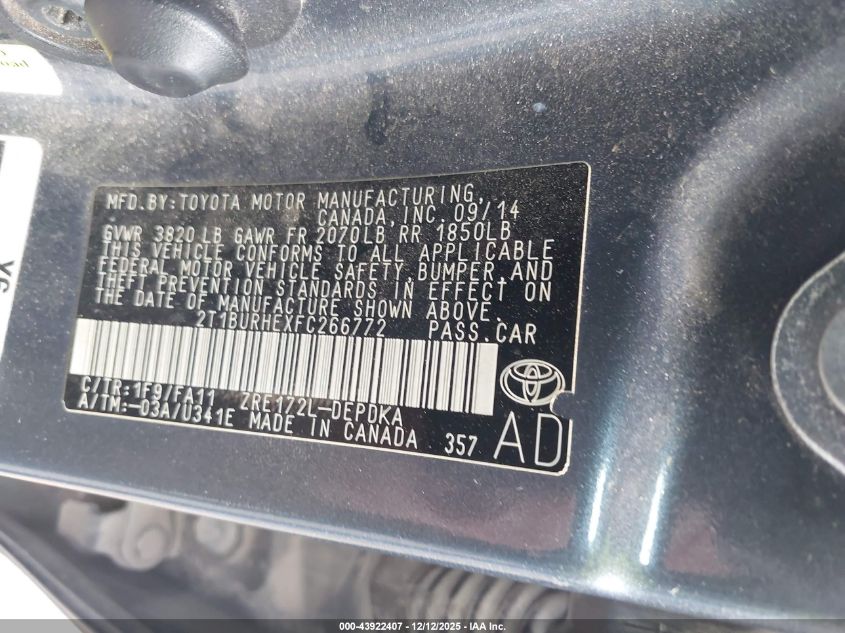 MFD.BY:TOYOTA MOTOR MANUFACTURING,
CANADA, INC. 09/14
GVWR 3820 LB GAWR FR 2070LB RR 1850LB
THIS VEHICLE CONFORMS TO ALL APPLICABLE
FEDERAL MOTOR VEHICLE SAFETY, BUMPER, AND
THEFT PREVENTION STANDARDS IN EFFECT ON
THE DATE OF MANUFACTURE SHOWN ABOVE.
2T1BURHEXFC266772 PASS.CAR
C/TR:1F9/FA11 ZRE172L-DEPDKA
A/TM:-03A/U341E MADE IN CANADA 357
AD
000-43922407 - 12/12/2025 - IAA Inc.